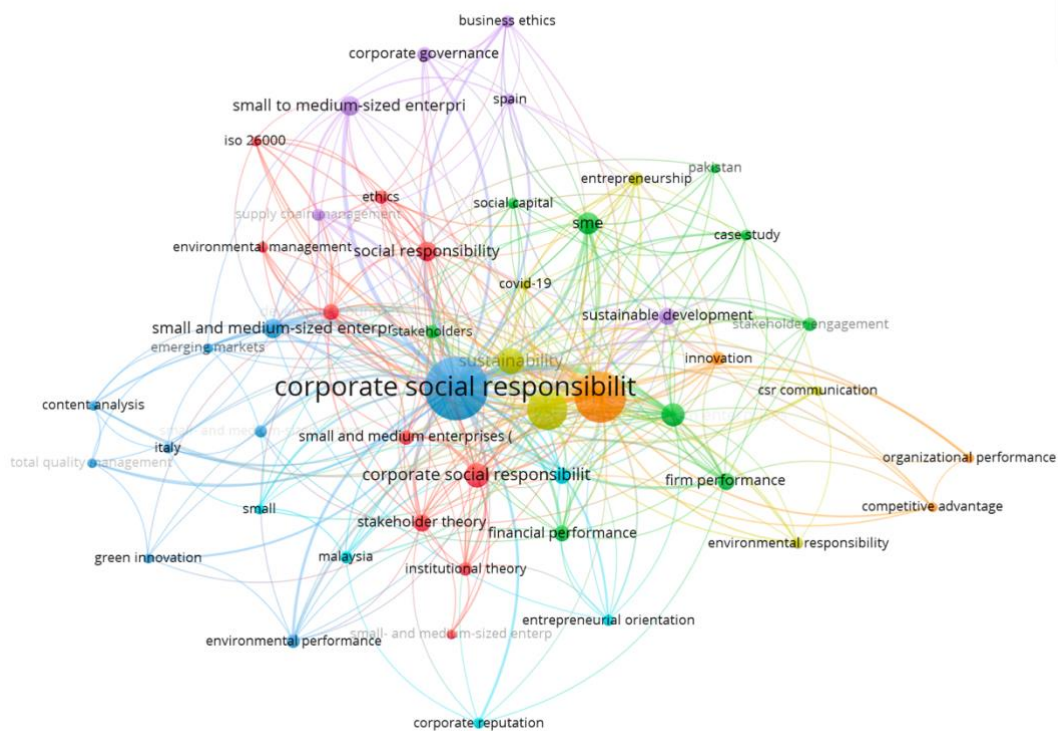 business ethics
corporate governance
small to medium-sized enterpri
spain
iso 26000
pakistan
entrepreneurship
ethics
social capital
supply chain management
sme
case study
environmental management
social responsibility
covid-19
sustainable development
stakeholder engagement
small and medium-sized enterpr
stakeholders
emerging markets
sustainability
innovation
corporate social responsibilit
csr communication
content analysis
small and medium enterprises (
italy
organizational performance
total quality management
corporate social responsibilit
firm performance
competitive advantage
small
stakeholder theory
financial performance
environmental responsibility
green innovation
malaysia
institutional theory
entrepreneurial orientation
small- and medium-sized enterp
environmental performance
corporate reputation